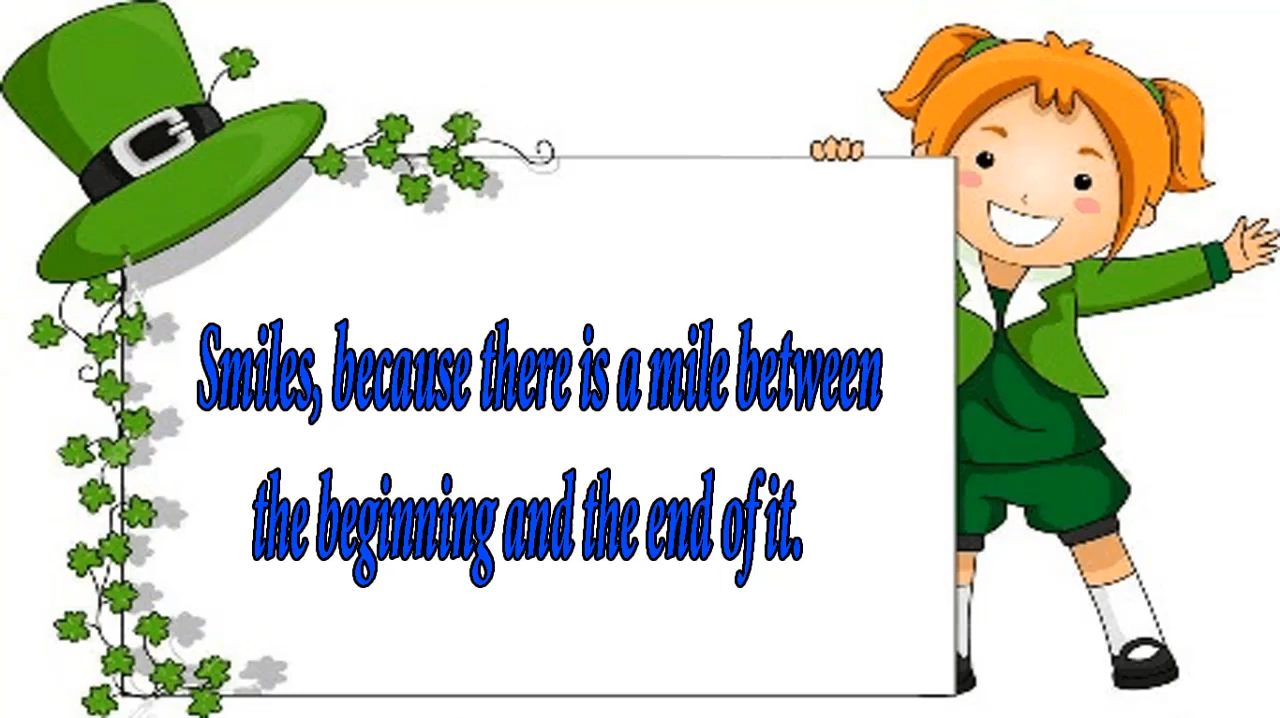 Smiles, because there is a mile between
the beginning and the end of it.